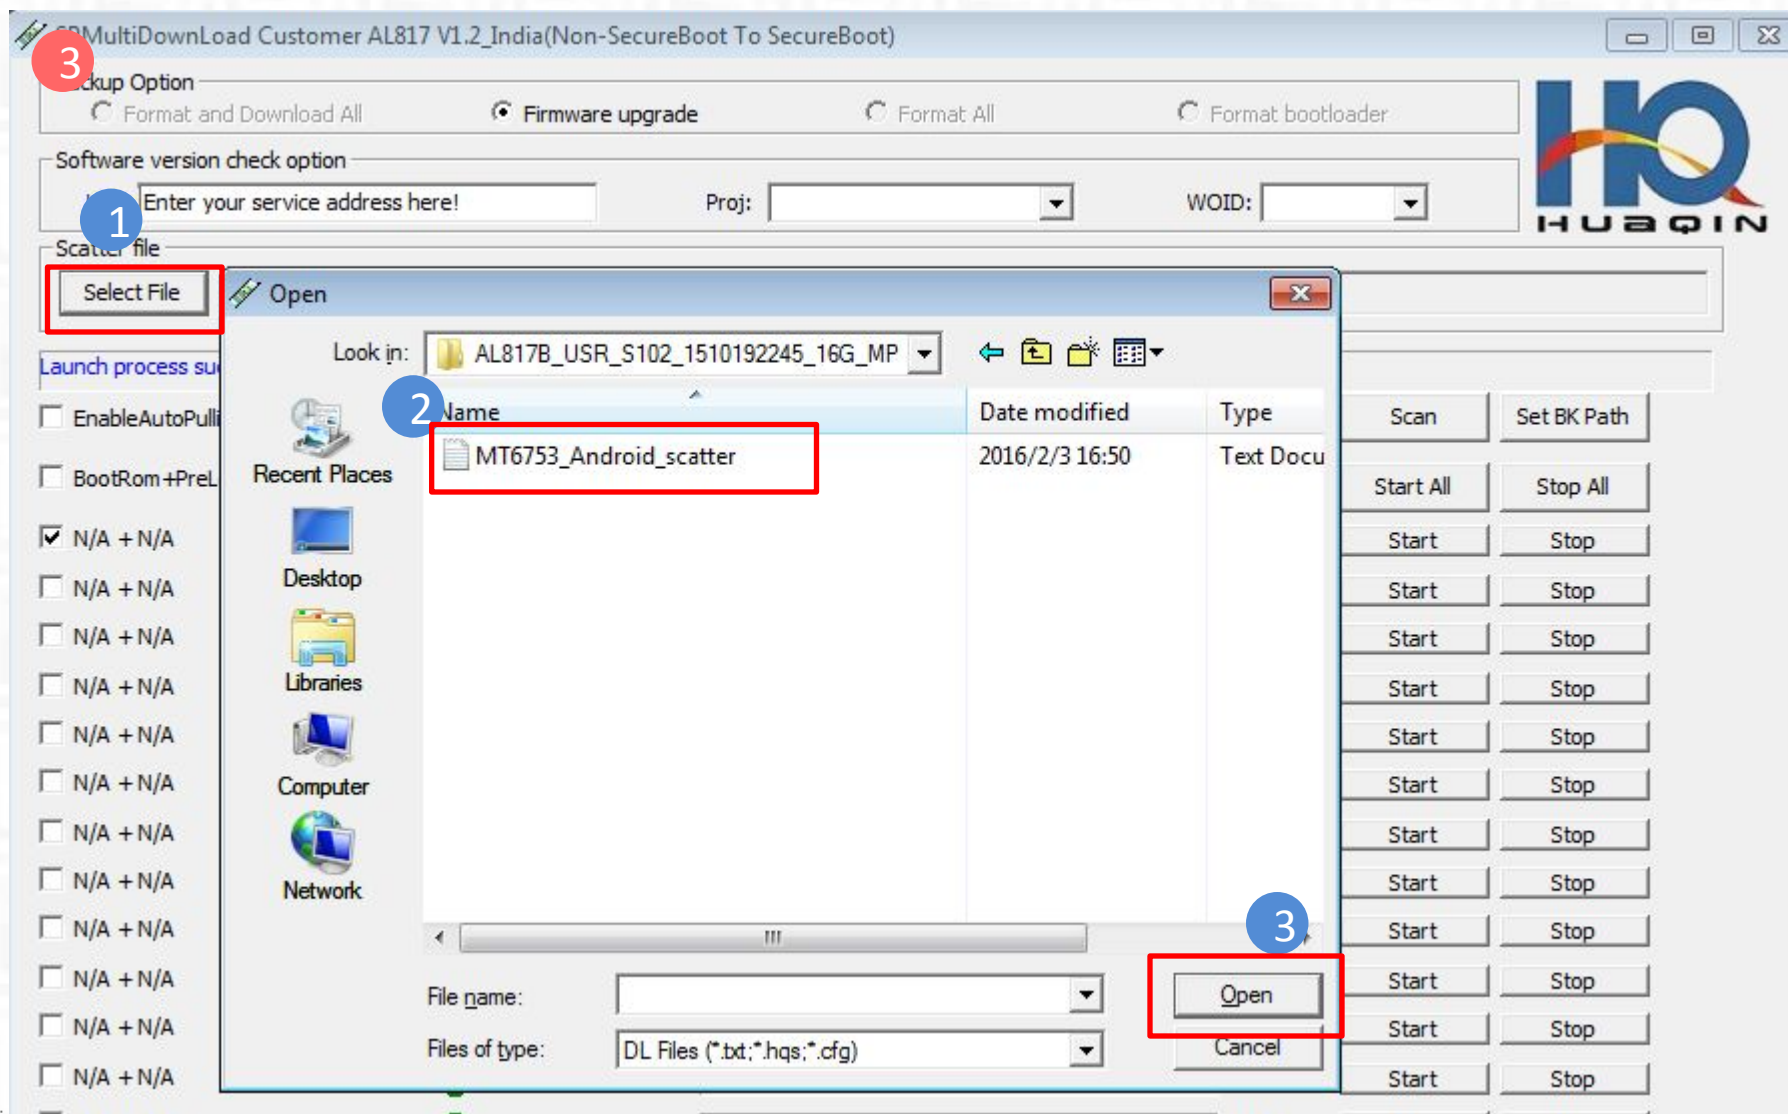 SPMultiDownLoad Customer AL817 V1.2_India(Non-SecureBoot To SecureBoot)
3
ckup Option
Format and Download All
Firmware upgrade
Format All
Format bootloader
HQ
HUAQIN
Software version check option
Enter your service address here!
Proj:
WOID:
1
Scatter file
Select File
Open
Look in:
AL817B_USR_S102_1510192245_16G_MP
Launch process su
2
Name
Date modified
Type
EnableAutoPulli
MT6753_Android_scatter
2016/2/3 16:50
Text Docu
Scan
Set BK Path
Recent Places
BootRom+PreL
Start All
Stop All
N/A + N/A
Start
Stop
Desktop
N/A + N/A
Start
Stop
N/A + N/A
Start
Stop
Libraries
N/A + N/A
Start
Stop
N/A + N/A
Start
Stop
Computer
N/A + N/A
Start
Stop
N/A + N/A
Start
Stop
Network
N/A + N/A
Start
Stop
N/A + N/A
3
Start
Stop
N/A + N/A
File name:
Open
Start
Stop
N/A + N/A
Files of type:
DL Files (*.txt;*.hqs;*.cfg)
Cancel
Start
Stop
N/A + N/A
Start
Stop